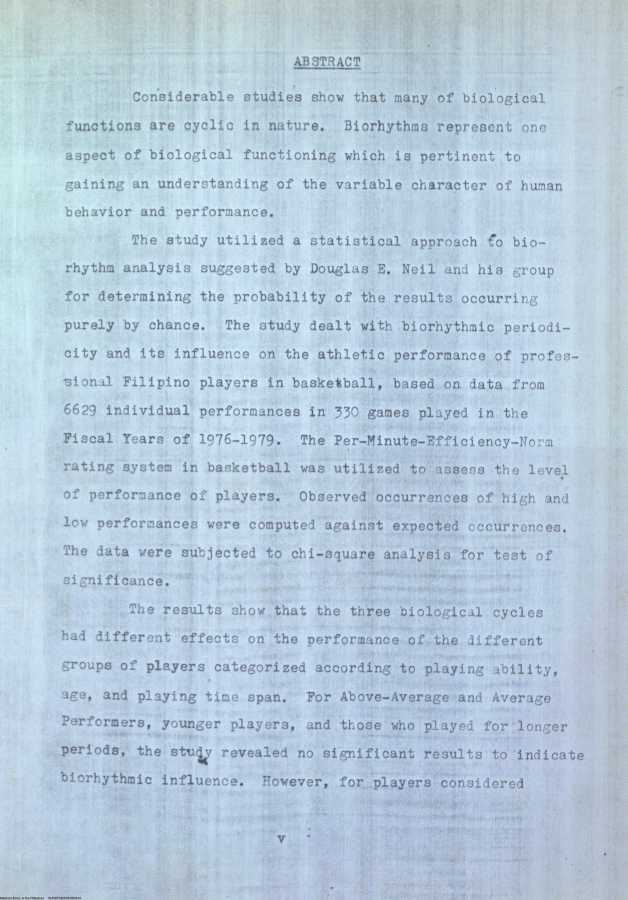 ABSTRACT
Considerable studies show that many of biological
functions are cyclic in nature. Biorhythms represent one
aspect of biological functioning which is pertinent to
gaining an understanding of the variable character of human
behavior and performance.
The study utilized a statistical approach to bio-
rhythm analysis suggested by Douglas E. Neil and his group
for determining the probability of the results occurring
purely by chance. The study dealt with biorhythmic periodi-
city and its influence on the athletic performance of profes-
sional Filipino players in basketball, based on data from
6629 individual performances in 330 games played in the
Fiscal Years of 1976-1979. The Per-Minute-Efficiency-Norm
rating system in basketball was utilized to assess the level
of performance of players. Observed occurrences of high and
low performances were computed against expected occurrences.
The data were subjected to chi-square analysis for test of
significance.
The results show that the three biological cycles
had different effects on the performance of the different
groups of players categorized according to playing ability,
age, and playing time span. For Above-Average and Average
Performers, younger players, and those who played for longer
periods, the study revealed no significant results to indicate
biorhythmic influence. However, for players considered
v